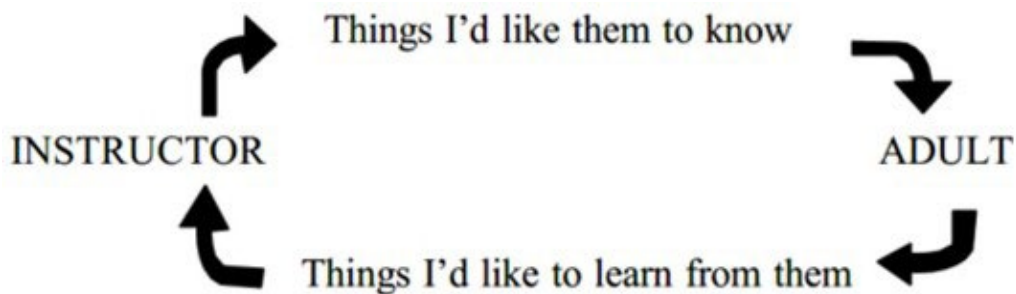 Things I'd like them to know
INSTRUCTOR
ADULT
Things I'd like to learn from them